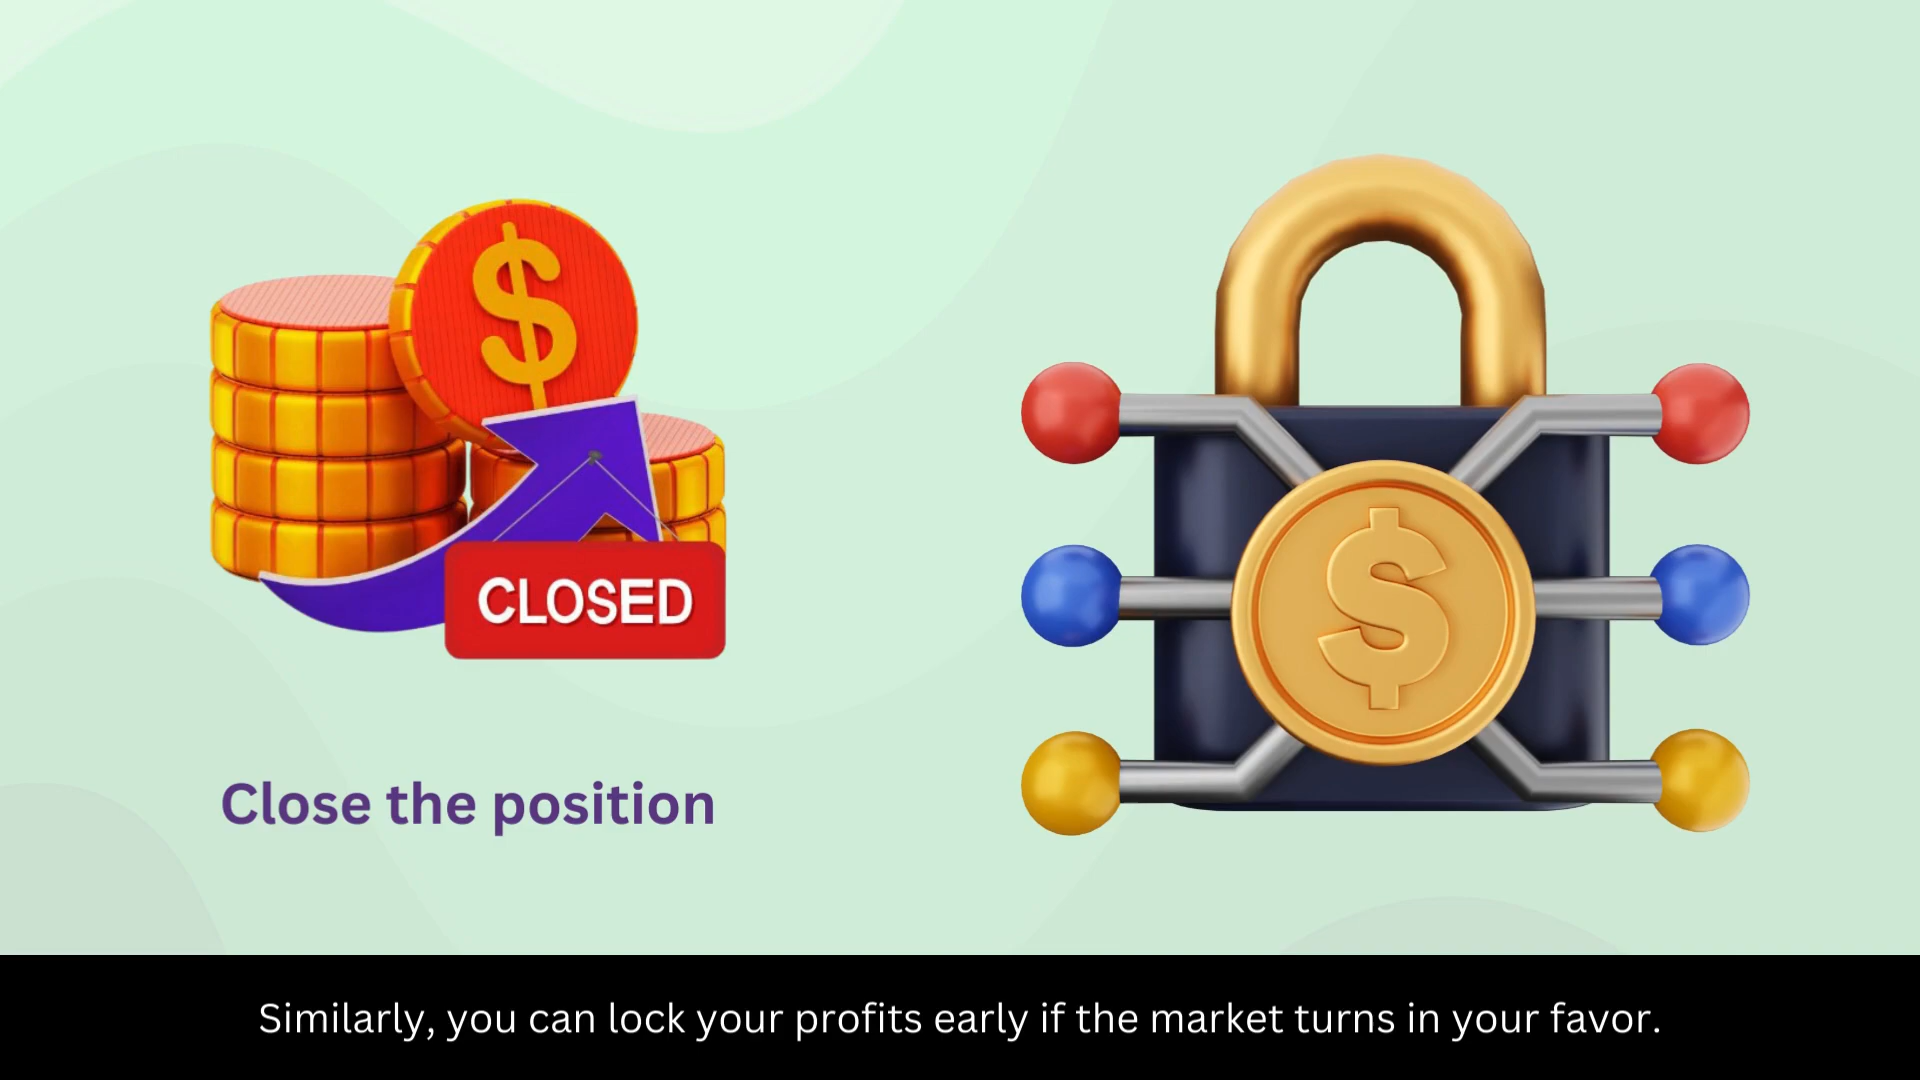 $
CLOSED
$
Close the position
Similarly, you can lock your profits early if the market turns in your favor.